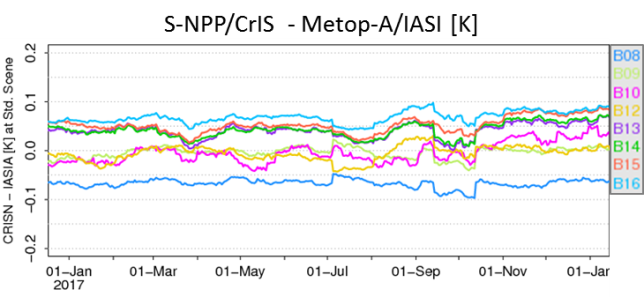 S-NPP/CrIS - Metop-A/IASI [K]
CRISN - IASIA [K] at Std. Scene
0.2
0.1
0.0
-0.1
-0.2
01-Jan 01-Mar 01-May 01-Jul 01-Sep 01-Nov 01-Jan
2017
B08
B09
B10
B12
B13
B14
B15
B16